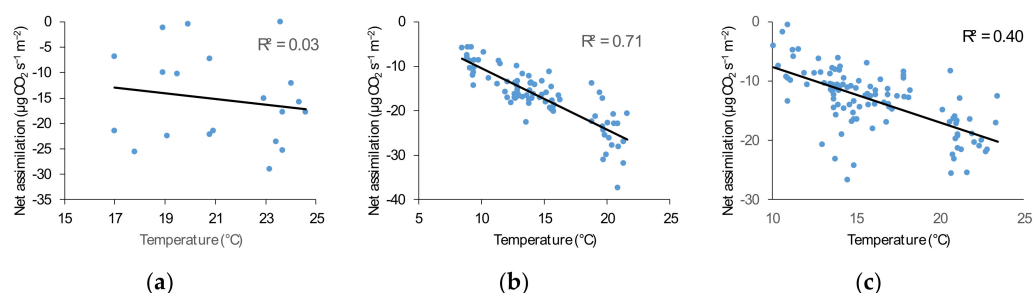 Net assimilation (µg CO₂ s⁻¹ m⁻²)
0
-5
-10
-15
-20
-25
-30
-35
15
17
19
21
23
25
R² = 0.03
Temperature (°C)
(a)
Net assimilation (µg CO₂ s⁻¹ m⁻²)
0
-10
-20
-30
-40
5
10
15
20
25
R² = 0.71
Temperature (°C)
(b)
Net assimilation (µg CO₂ s⁻¹ m⁻²)
0
-10
-20
-30
10
15
20
25
R² = 0.40
Temperature (°C)
(c)